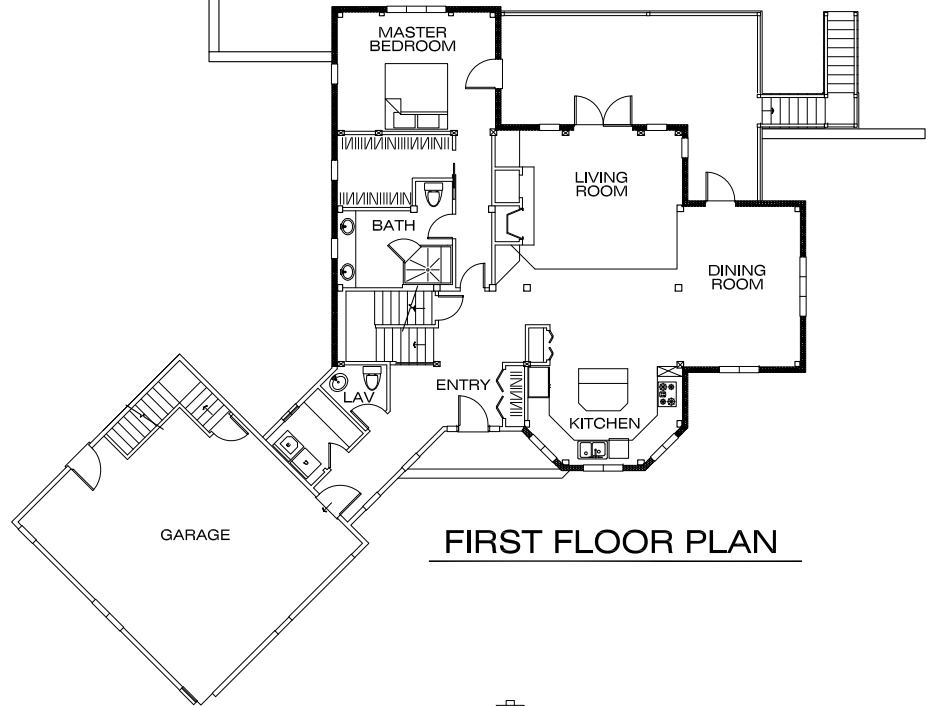 MASTER
BEDROOM
LIVING
ROOM
BATH
DINING
ROOM
ENTRY
LAV
KITCHEN
GARAGE
FIRST FLOOR PLAN